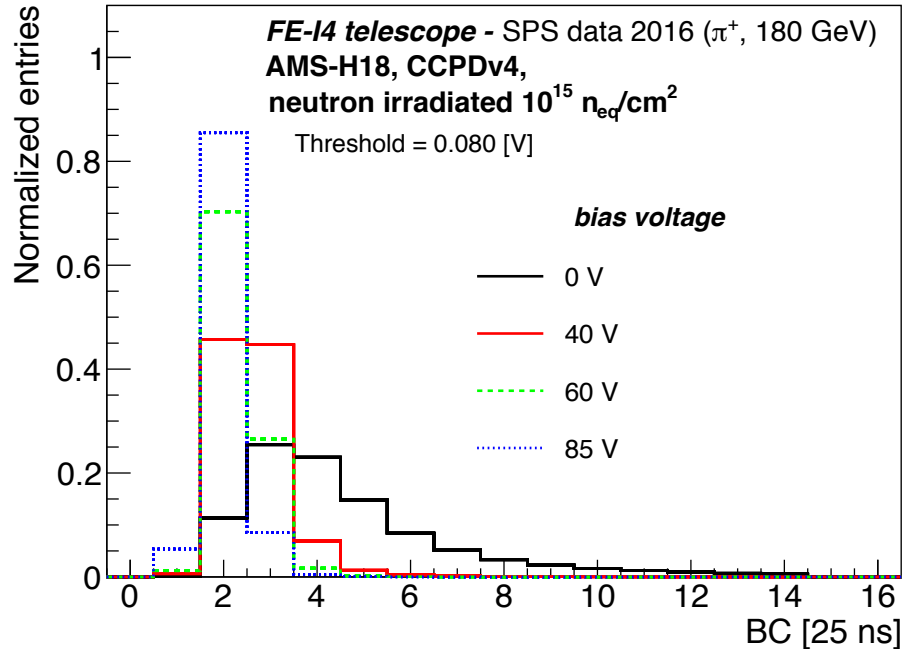 FE-I4 telescope - SPS data 2016 (π⁺, 180 GeV)
AMS-H18, CCPDv4,
neutron irradiated 10¹⁵ n_eq/cm²
Threshold = 0.080 [V]
bias voltage
0 V
40 V
60 V
85 V
Normalized entries
1
0.8
0.6
0.4
0.2
0
0 2 4 6 8 10 12 14 16
BC [25 ns]